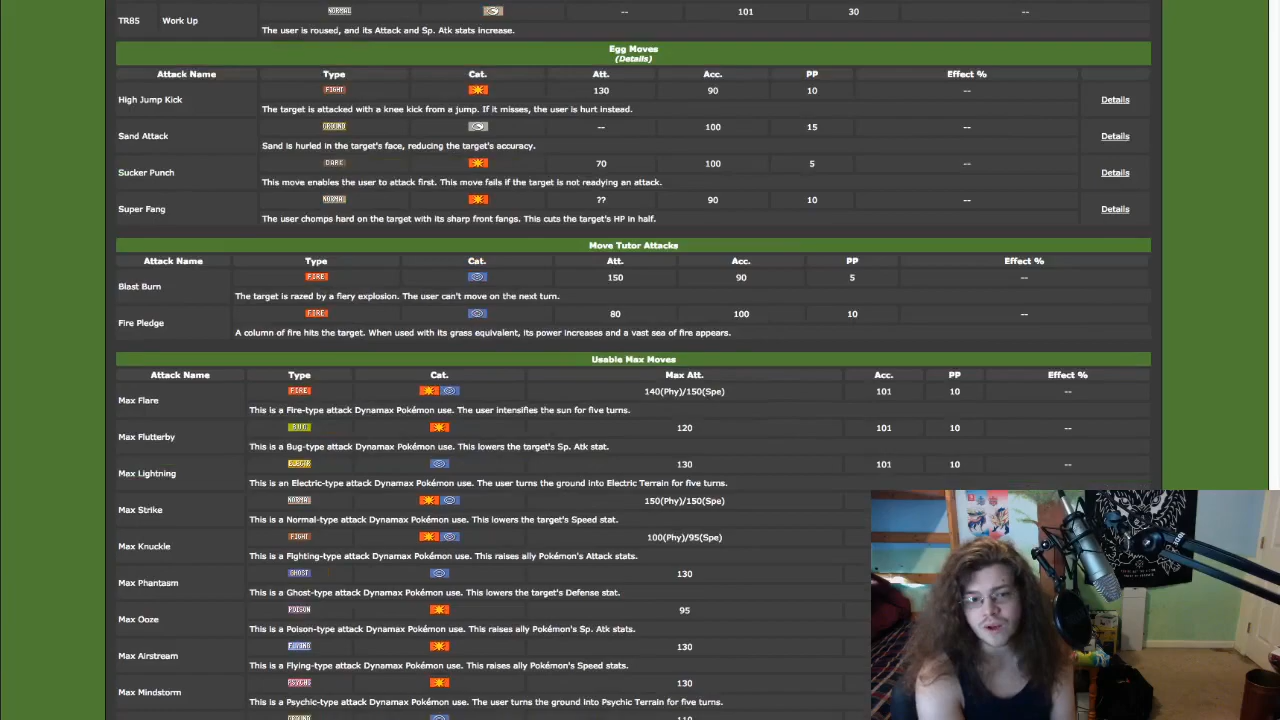 TR85 Work Up NORMAL -- 101 30 --
The user is roused, and its Attack and Sp. Atk stats increase.
Egg Moves
(Details)
Attack Name Type Cat. Att. Acc. PP Effect %
High Jump Kick FIGHT 130 90 10 -- Details
The target is attacked with a knee kick from a jump. If it misses, the user is hurt instead.
Sand Attack GROUND -- 100 15 -- Details
Sand is hurled in the target's face, reducing the target's accuracy.
Sucker Punch DARK 70 100 5 -- Details
This move enables the user to attack first. This move fails if the target is not readying an attack.
Super Fang NORMAL ?? 90 10 -- Details
The user chomps hard on the target with its sharp front fangs. This cuts the target's HP in half.
Move Tutor Attacks
Attack Name Type Cat. Att. Acc. PP Effect %
Blast Burn FIRE 150 90 5 --
The target is razed by a fiery explosion. The user can't move on the next turn.
Fire Pledge FIRE 80 100 10 --
A column of fire hits the target. When used with its grass equivalent, its power increases and a vast sea of fire appears.
Usable Max Moves
Attack Name Type Cat. Max Att. Acc. PP Effect %
Max Flare FIRE 140(Phy)/150(Spe) 101 10 --
This is a Fire-type attack Dynamax Pokémon use. The user intensifies the sun for five turns.
Max Flutterby BUG 120 101 10 --
This is a Bug-type attack Dynamax Pokémon use. This lowers the target's Sp. Atk stat.
Max Lightning ELECTR 130 101 10 --
This is an Electric-type attack Dynamax Pokémon use. The user turns the ground into Electric Terrain for five turns.
Max Strike NORMAL 150(Phy)/150(Spe)
This is a Normal-type attack Dynamax Pokémon use. This lowers the target's Speed stat.
Max Knuckle FIGHT 100(Phy)/95(Spe)
This is a Fighting-type attack Dynamax Pokémon use. This raises ally Pokémon's Attack stats.
Max Phantasm GHOST 130
This is a Ghost-type attack Dynamax Pokémon use. This lowers the target's Defense stat.
Max Ooze POISON 95
This is a Poison-type attack Dynamax Pokémon use. This raises ally Pokémon's Sp. Atk stats.
Max Airstream FLYING 130
This is a Flying-type attack Dynamax Pokémon use. This raises ally Pokémon's Speed stats.
Max Mindstorm PSYCHC 130
This is a Psychic-type attack Dynamax Pokémon use. The user turns the ground into Psychic Terrain for five turns.